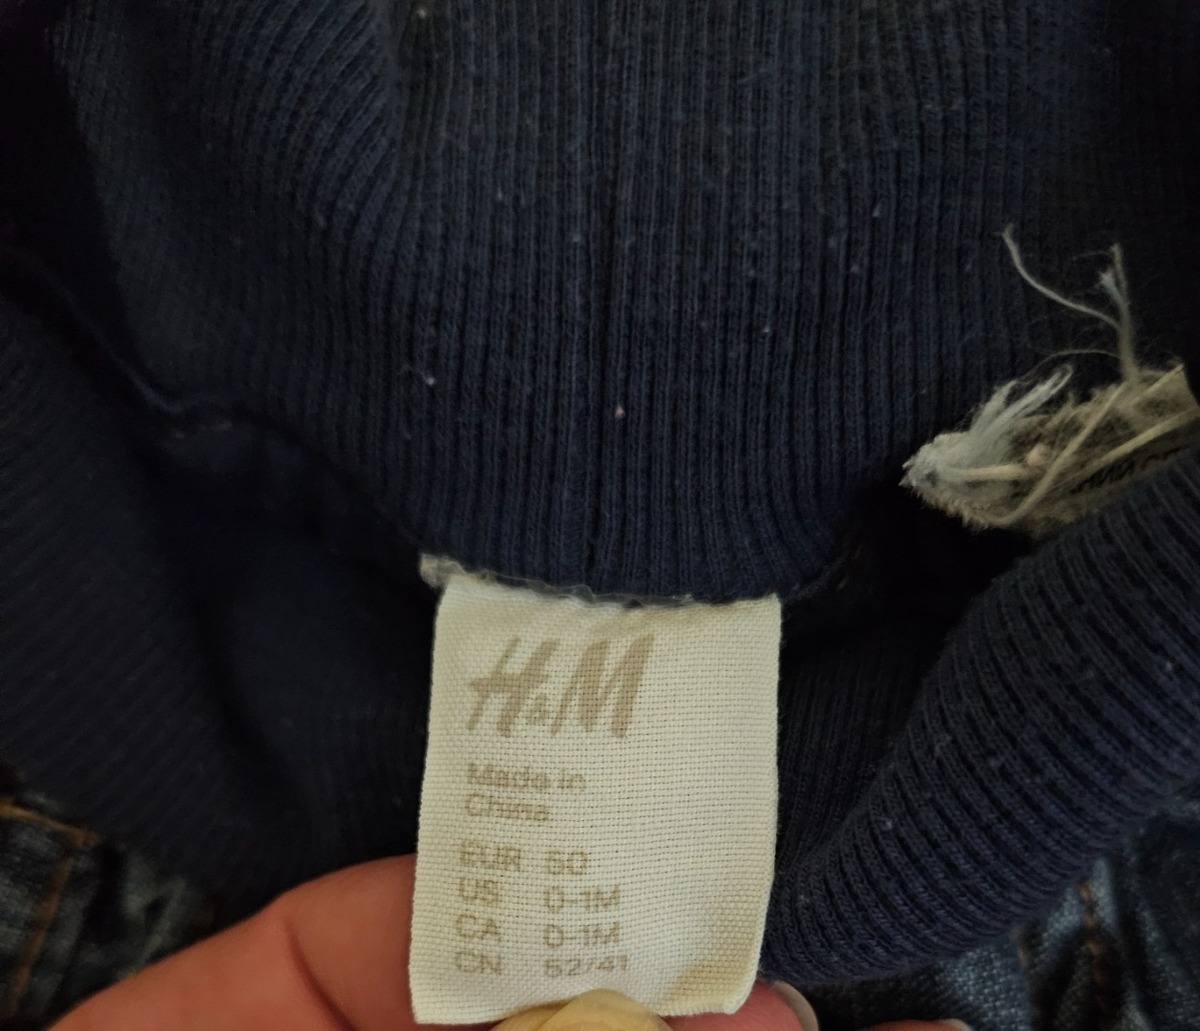 H&M
Made in
China
EUR 50
US 0-1M
CA 0-1M
CN 52/41